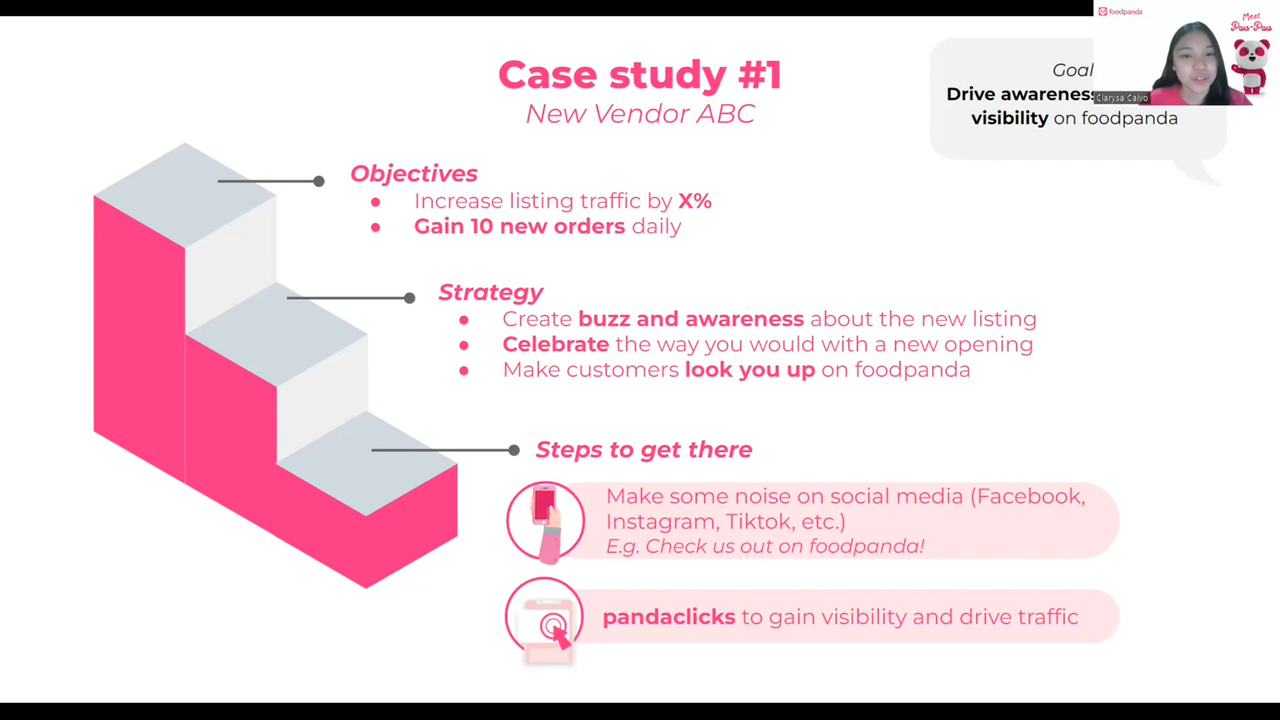 foodpanda
Meet
Pau-Pau
Case study #1
New Vendor ABC
Goal
Drive awareness
visibility on foodpanda
Clarysa Calvo
Objectives
● Increase listing traffic by X%
● Gain 10 new orders daily
Strategy
● Create buzz and awareness about the new listing
● Celebrate the way you would with a new opening
● Make customers look you up on foodpanda
Steps to get there
Make some noise on social media (Facebook,
Instagram, Tiktok, etc.)
E.g. Check us out on foodpanda!
pandaclicks to gain visibility and drive traffic